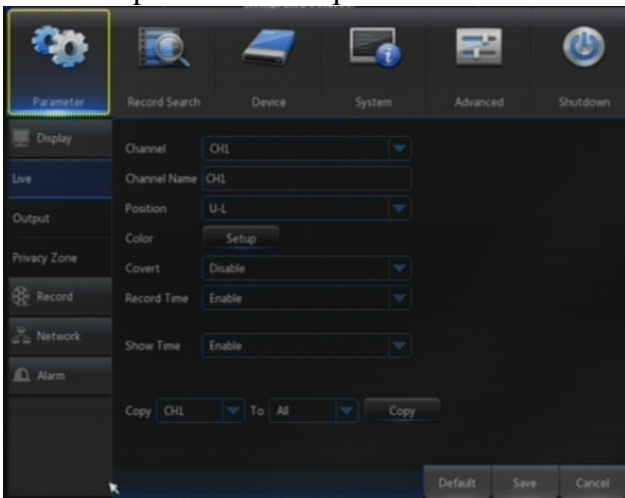 Parameter Record Search Device System Advanced Shutdown
Display
Live
Output
Privacy Zone
Record
Network
Alarm
Channel CH1
Channel Name CH1
Position U-L
Color Setup
Covert Disable
Record Time Enable
Show Time Enable
Copy CH1 To All Copy
Default Save Cancel